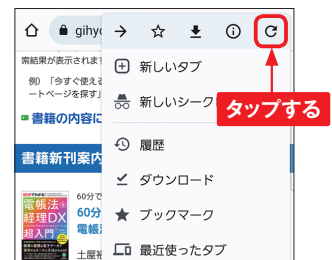 gihyo
索結果が表示されます
例）「今すぐ使える
ートページを探す」
書籍の内容に
書籍新刊案内
60分で
60分
電帳法
土屋裕
電帳法
経理DX
超入門
新しいタブ
新しいシークレ
タップする
履歴
ダウンロード
ブックマーク
最近使ったタブ